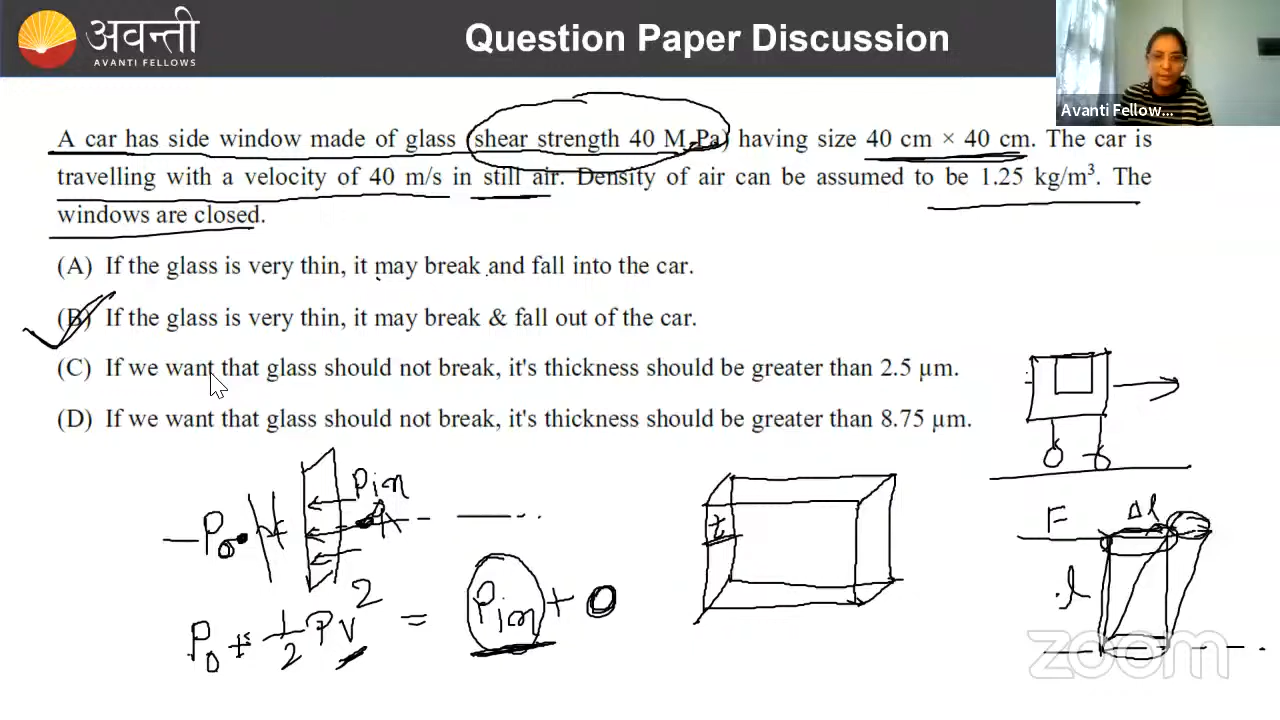 अवन्ती
AVANTI FELLOWS
Question Paper Discussion
Avanti Fellow...
A car has side window made of glass (shear strength 40 M Pa) having size 40 cm × 40 cm. The car is
travelling with a velocity of 40 m/s in still air. Density of air can be assumed to be 1.25 kg/m³. The
windows are closed.
(A) If the glass is very thin, it may break and fall into the car.
(B) If the glass is very thin, it may break & fall out of the car.
(C) If we want that glass should not break, it's thickness should be greater than 2.5 μm.
(D) If we want that glass should not break, it's thickness should be greater than 8.75 μm.
Pin
P₀
t
F Δl
l
P₀ + 1/2 ρv² = Pin + 0
zoom